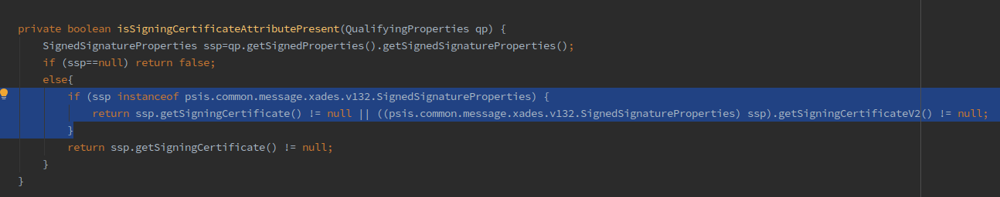 private boolean isSigningCertificateAttributePresent(QualifyingProperties qp) {
SignedSignatureProperties ssp=qp.getSignedProperties().getSignedSignatureProperties();
if (ssp==null) return false;
else{
if (ssp instanceof psis.common.message.xades.v132.SignedSignatureProperties) {
return ssp.getSigningCertificate() != null || ((psis.common.message.xades.v132.SignedSignatureProperties) ssp).getSigningCertificateV2() != null;
}
return ssp.getSigningCertificate() != null;
}
}